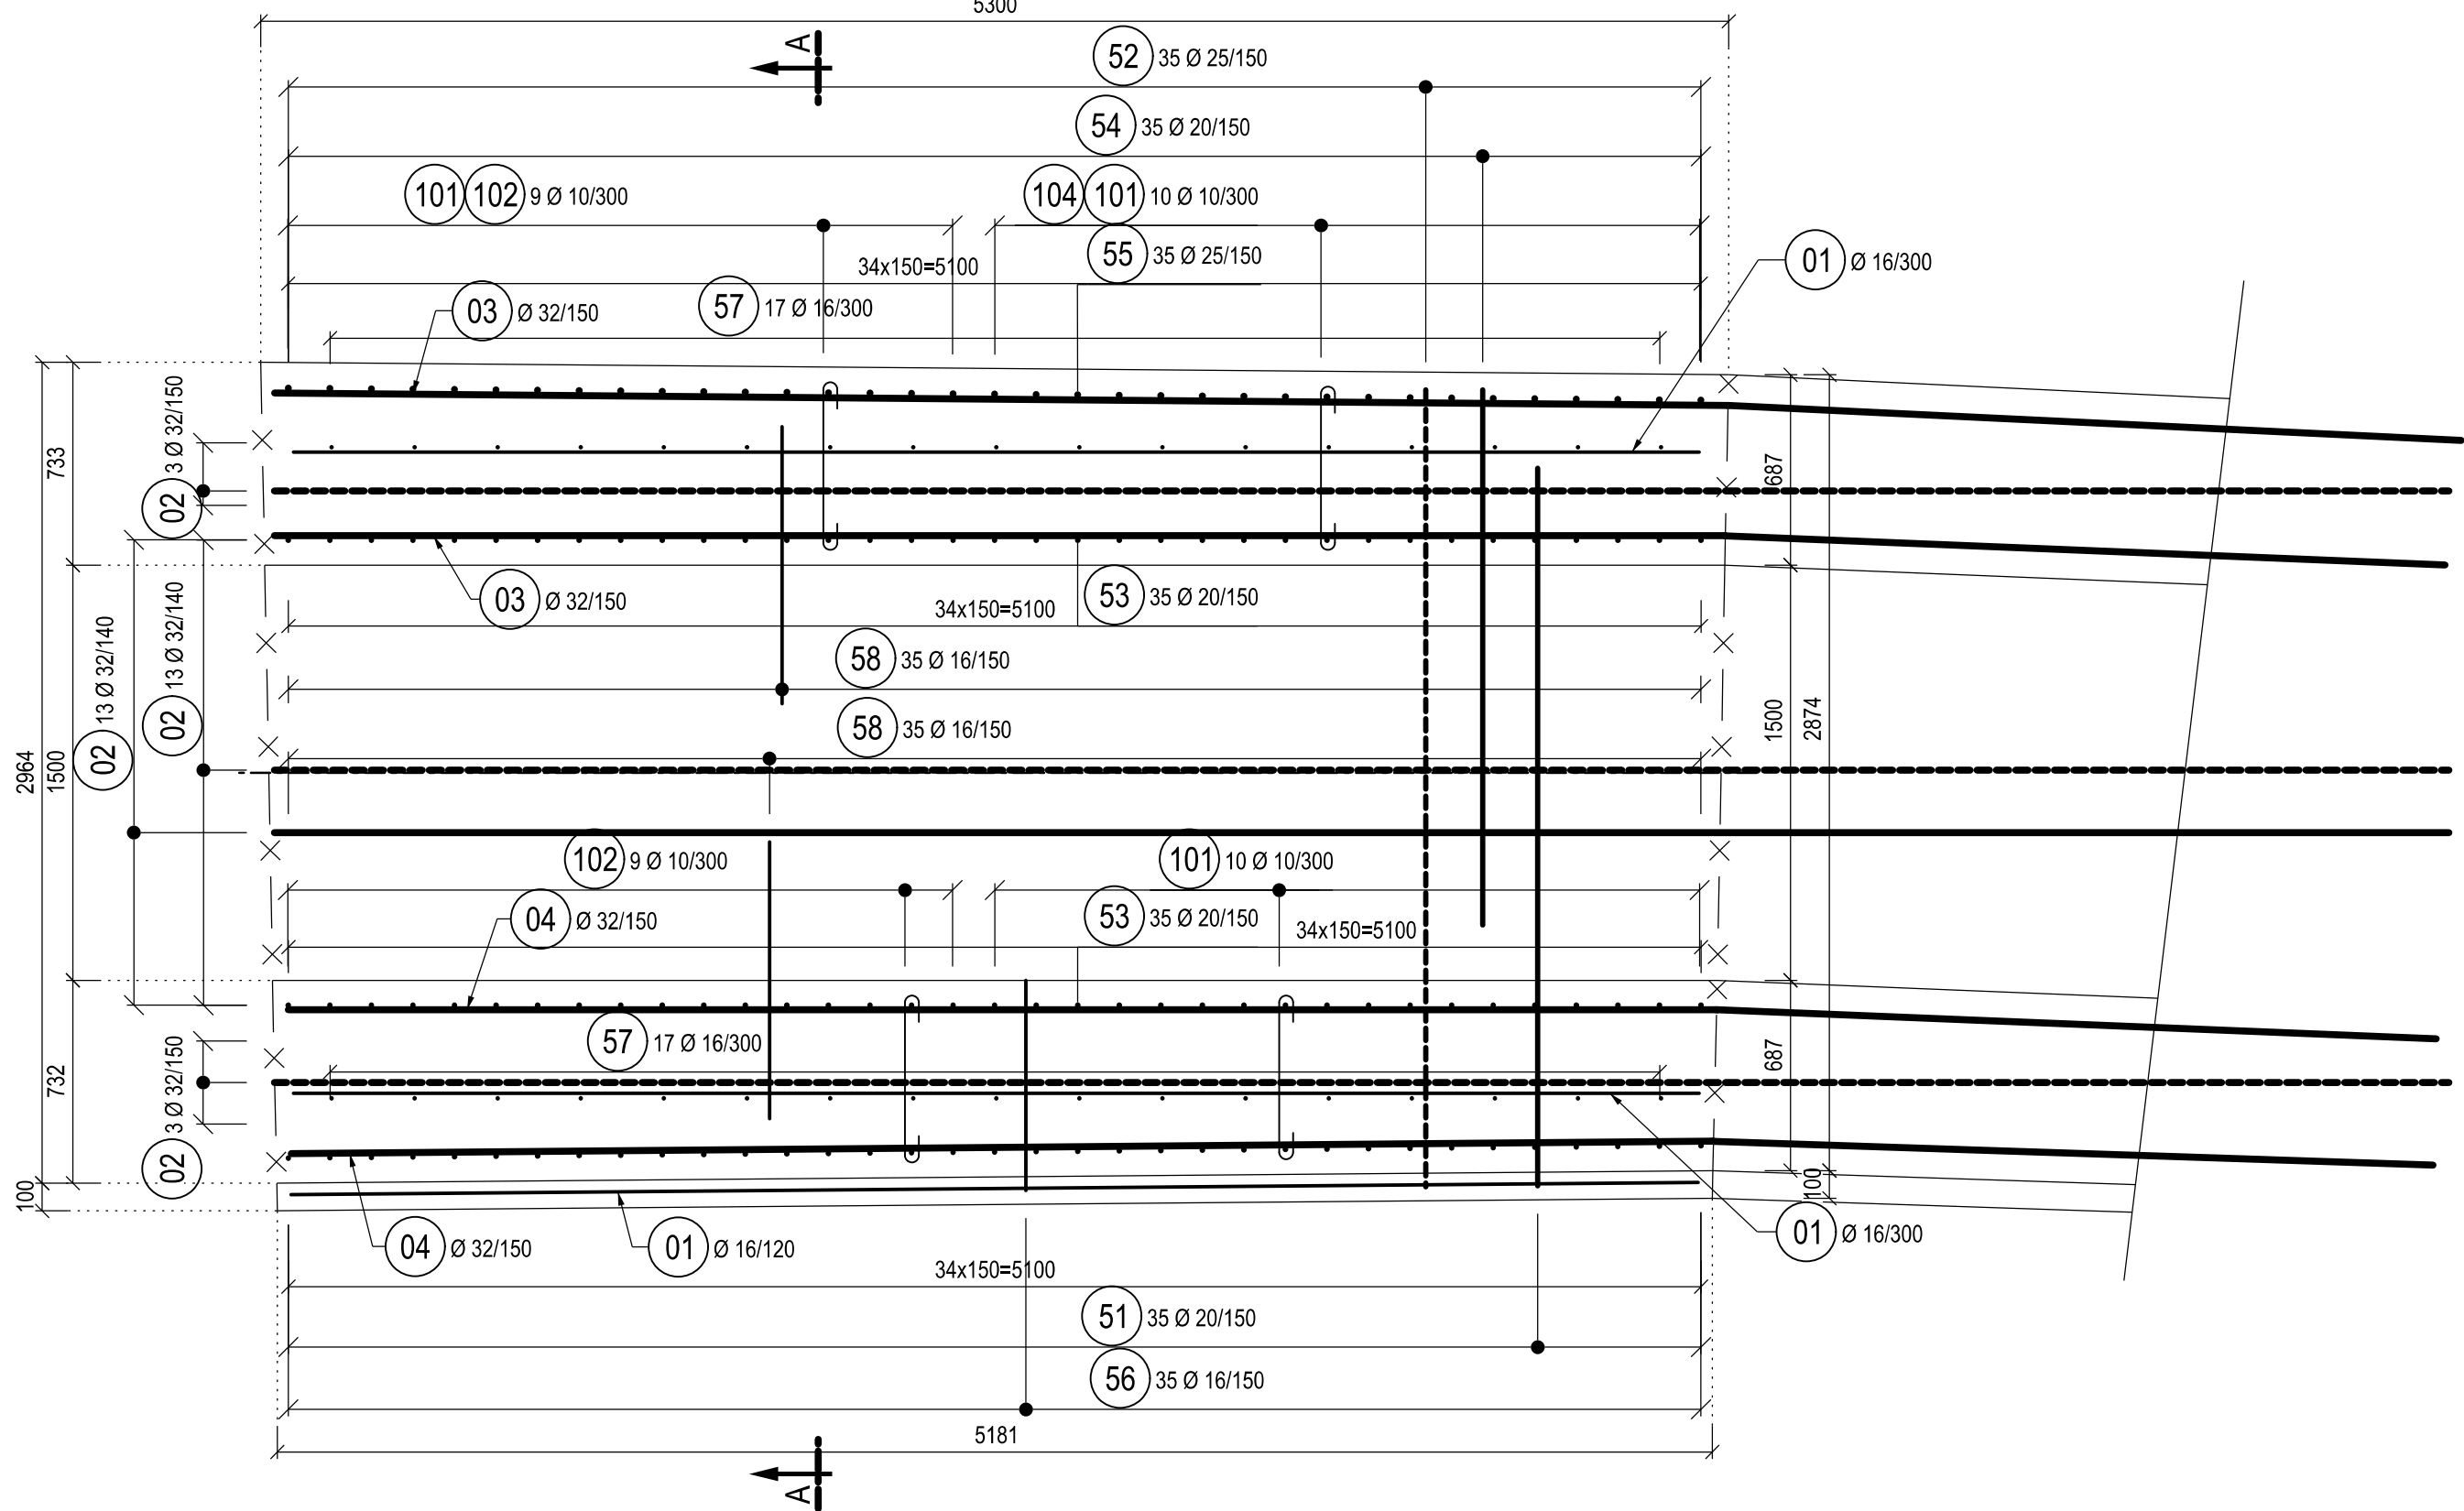 5300
A
52 35 Ø 25/150
54 35 Ø 20/150
101 102 9 Ø 10/300
104 101 10 Ø 10/300
55 35 Ø 25/150
34x150=5100
01 Ø 16/300
57 17 Ø 16/300
03 Ø 32/150
02 3 Ø 32/150
733
687
03 Ø 32/150
53 35 Ø 20/150
34x150=5100
02 13 Ø 32/140
02 13 Ø 32/140
58 35 Ø 16/150
58 35 Ø 16/150
2964
1500
1500
2874
102 9 Ø 10/300
101 10 Ø 10/300
04 Ø 32/150
53 35 Ø 20/150
34x150=5100
57 17 Ø 16/300
02 3 Ø 32/150
732
687
100
100
04 Ø 32/150
01 Ø 16/120
01 Ø 16/300
34x150=5100
51 35 Ø 20/150
56 35 Ø 16/150
5181
A